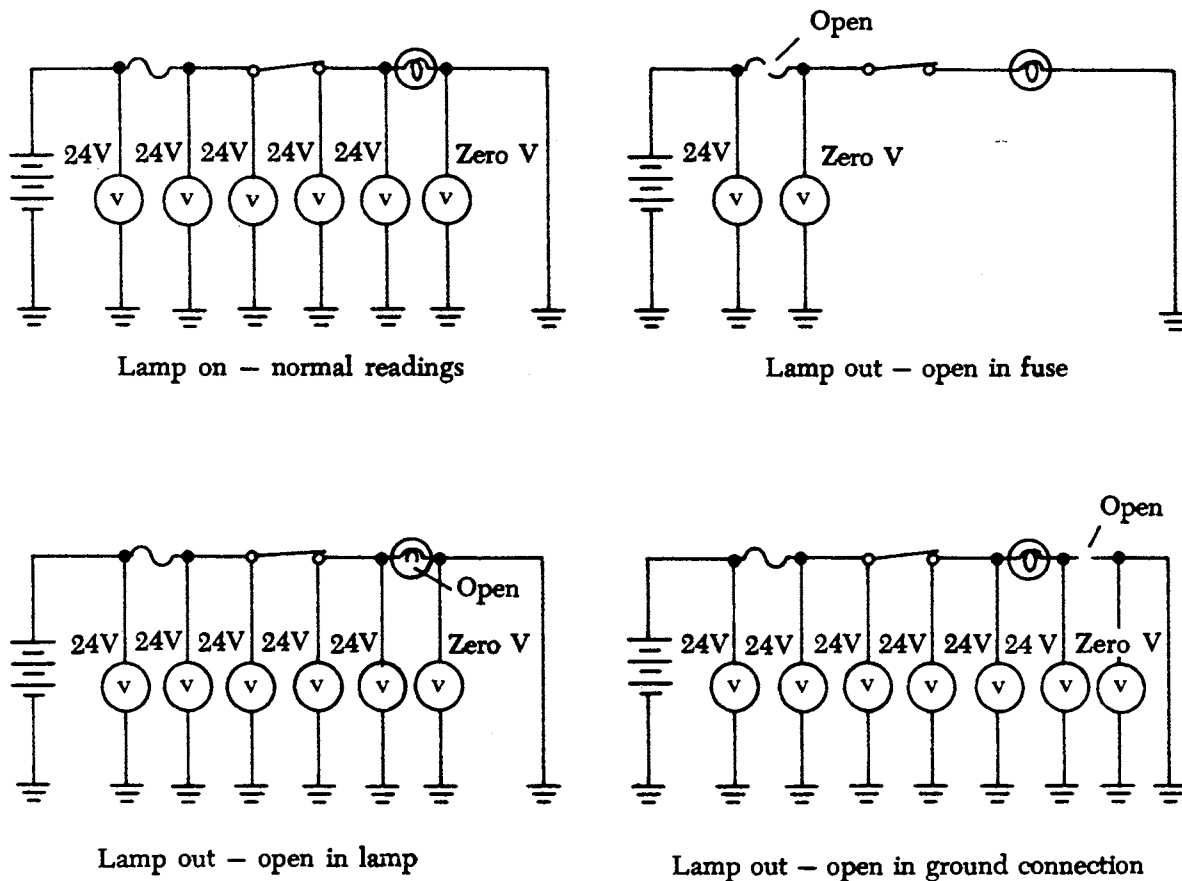 Open
24V 24V 24V 24V 24V Zero V
v v v v v v
24V Zero V
v v
Lamp on — normal readings
Lamp out — open in fuse
Open
Open
24V 24V 24V 24V 24V Zero V
v v v v v v
24V 24V 24V 24V 24V 24 V Zero V
v v v v v v v
Lamp out — open in lamp
Lamp out — open in ground connection